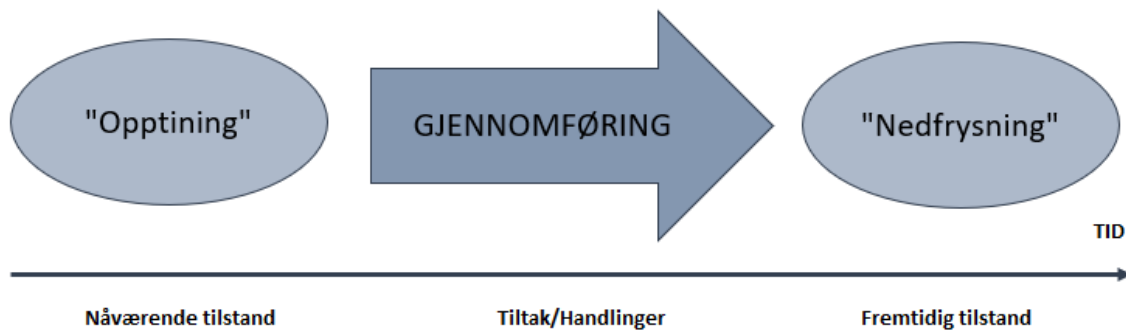 "Opptining"
GJENNOMFØRING
"Nedfrysning"
TID
Nåværende tilstand
Tiltak/Handlinger
Fremtidig tilstand